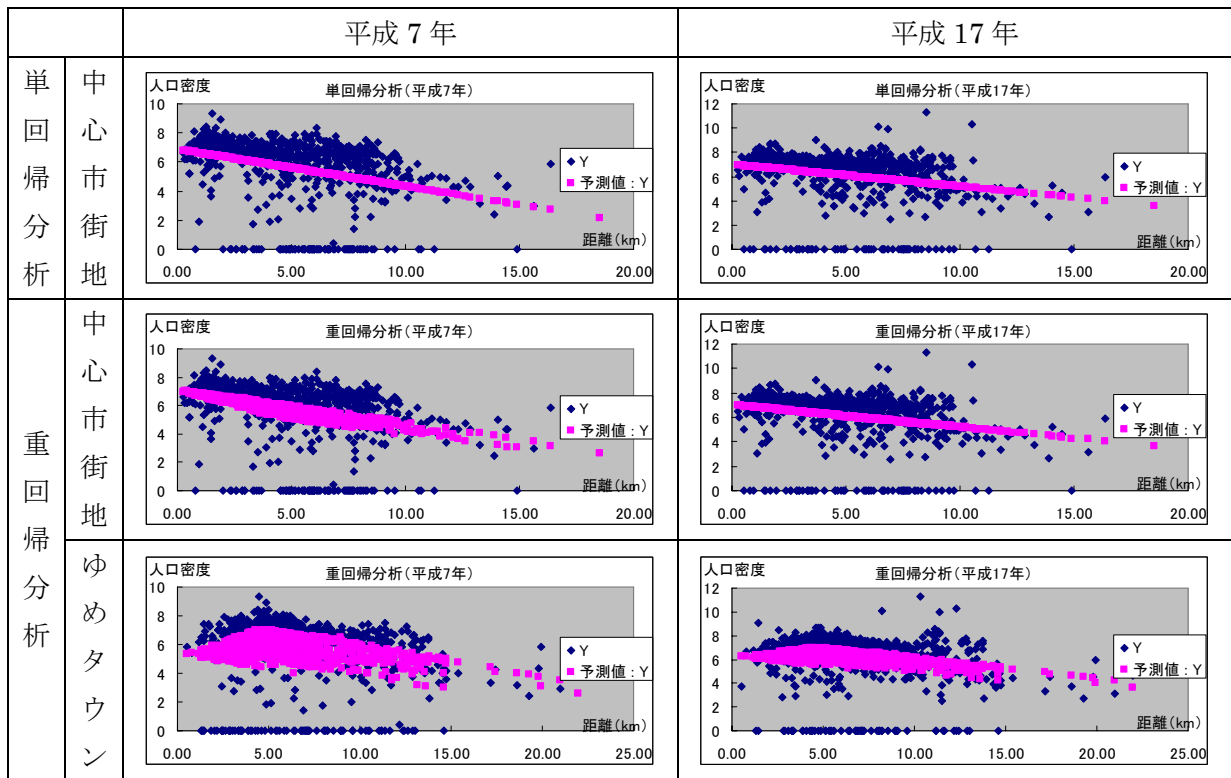 平成 7 年
平成 17 年
単回帰分析
中心市街地
人口密度
単回帰分析(平成7年)
10
8
6
4
2
0
0.00 5.00 10.00 15.00 20.00
距離(km)
Y
予測値:Y
人口密度
単回帰分析(平成17年)
12
10
8
6
4
2
0
0.00 5.00 10.00 15.00 20.00
距離(km)
Y
予測値:Y
重回帰分析
中心市街地
人口密度
重回帰分析(平成7年)
10
8
6
4
2
0
0.00 5.00 10.00 15.00 20.00
距離(km)
Y
予測値:Y
人口密度
重回帰分析(平成17年)
12
10
8
6
4
2
0
0.00 5.00 10.00 15.00 20.00
距離(km)
Y
予測値:Y
ゆめタウン
人口密度
重回帰分析(平成7年)
10
8
6
4
2
0
0.00 5.00 10.00 15.00 20.00 25.00
距離(km)
Y
予測値:Y
人口密度
重回帰分析(平成17年)
12
10
8
6
4
2
0
0.00 5.00 10.00 15.00 20.00 25.00
距離(km)
Y
予測値:Y